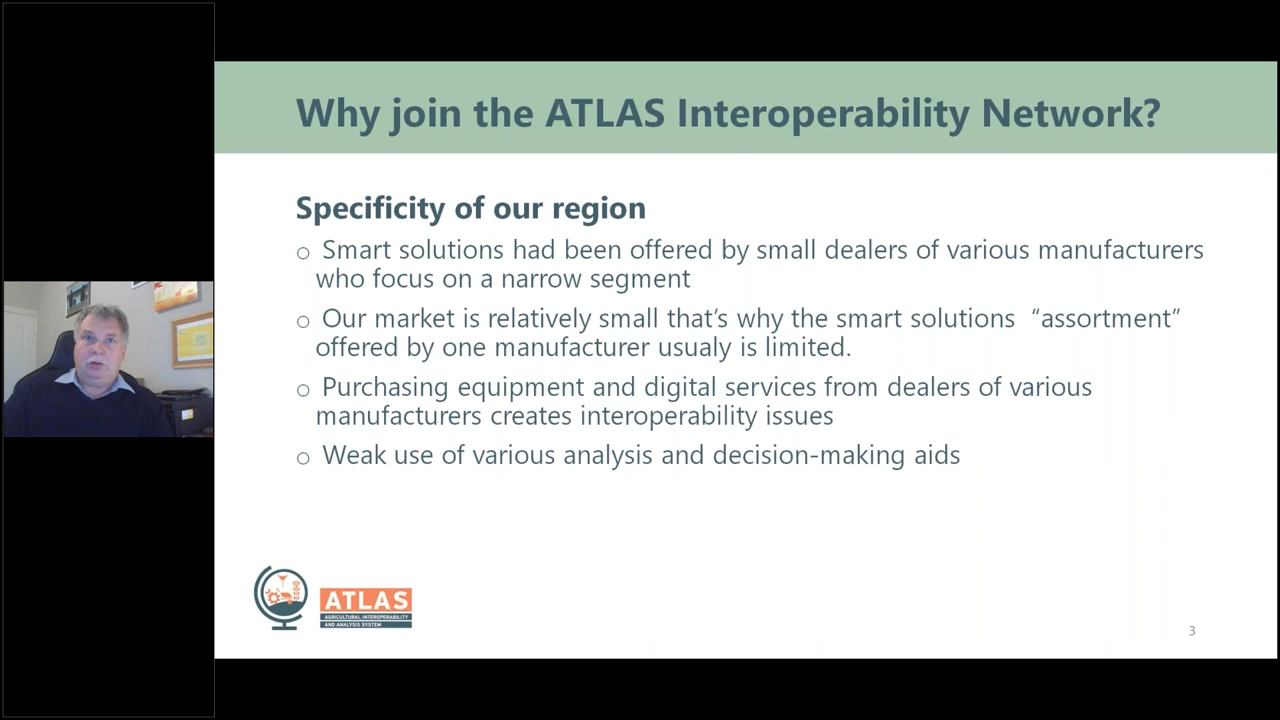 Why join the ATLAS Interoperability Network?
Specificity of our region
○ Smart solutions had been offered by small dealers of various manufacturers
who focus on a narrow segment
○ Our market is relatively small that's why the smart solutions “assortment”
offered by one manufacturer usualy is limited.
○ Purchasing equipment and digital services from dealers of various
manufacturers creates interoperability issues
○ Weak use of various analysis and decision-making aids
ATLAS
AGRICULTURAL INTEROPERABILITY
AND ANALYSIS SYSTEM
3